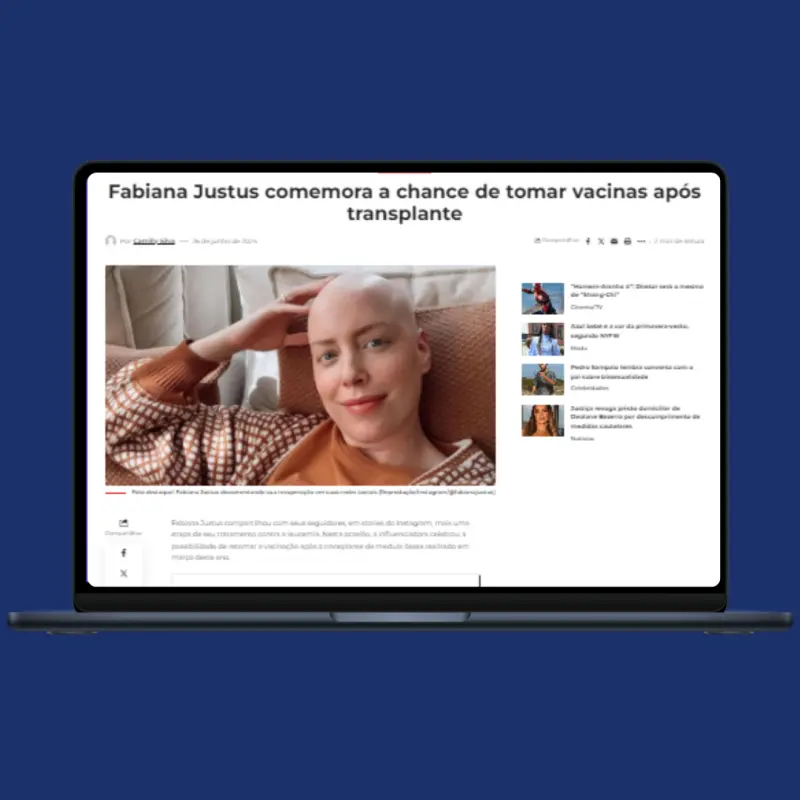 Fabiana Justus comemora a chance de tomar vacinas após
transplante
Por Camilly Silva — 26 de junho de 2024
Compartilhar
2 min de leitura
"Homem-Aranha 4": Diretor será o mesmo
de "Shang-Chi"
Cinema/TV
Azul bebê é a cor da primavera-verão,
segundo NYFW
Moda
Pedro Sampaio lembra conversa com o
pai sobre bissexualidade
Celebridades
Justiça revoga prisão domiciliar de
Deolane Bezerra por descumprimento de
medidas cautelares
Notícias
Foto destaque: Fabiana Justus documentando sua recuperação em suas redes sociais (Reprodução/Instagram/@fabianajustus)
Compartilhar
Fabiana Justus compartilhou com seus seguidores, em stories do Instagram, mais uma
etapa de seu tratamento contra a leucemia. Nesta ocasião, a influenciadora celebrou a
possibilidade de retomar a vacinação após o transplante de medula óssea realizado em
março deste ano.